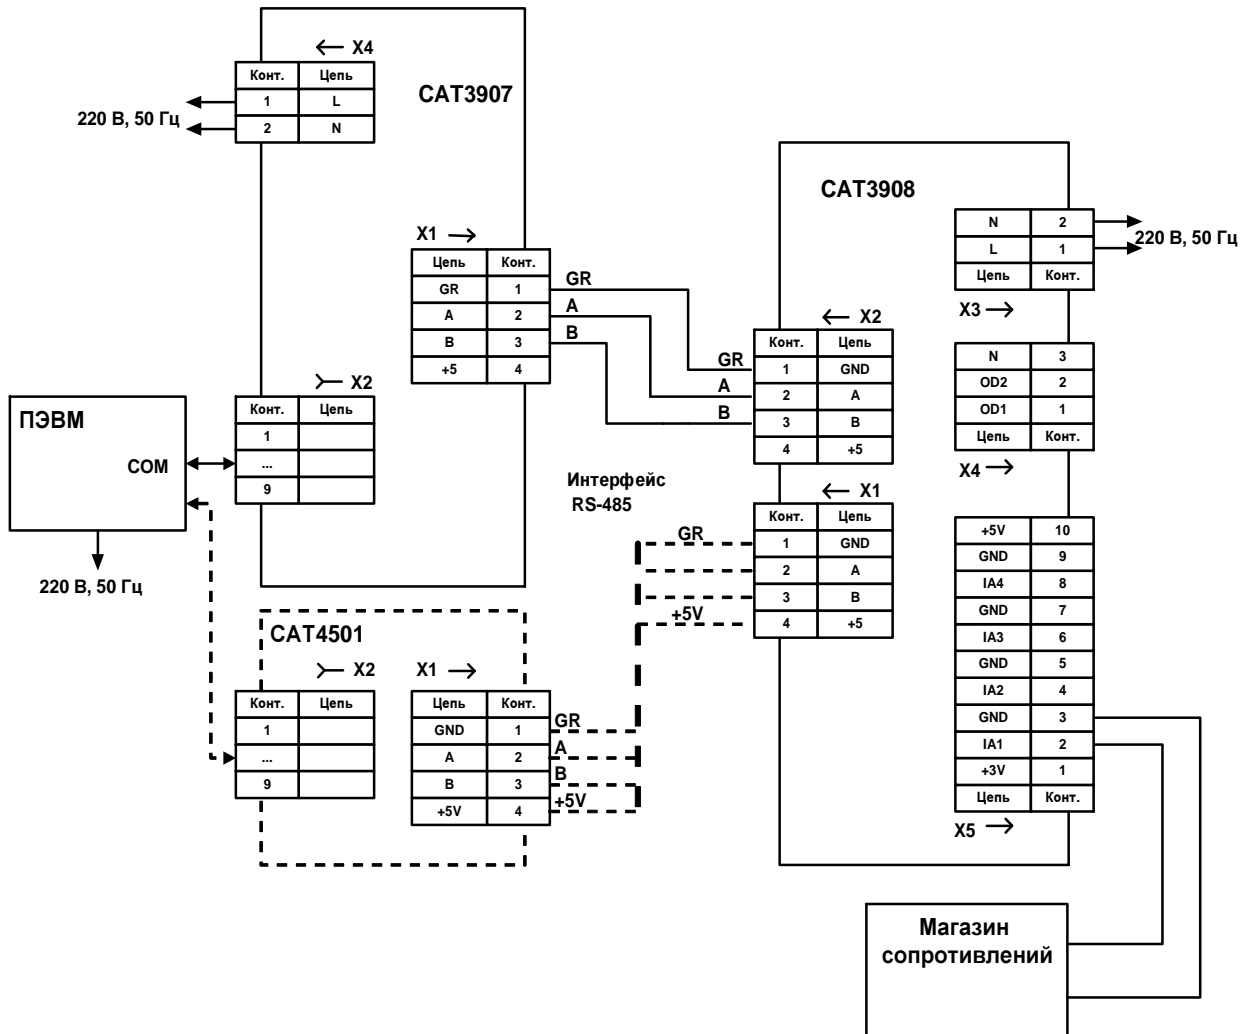 X4
Конт. Цепь
1 L
2 N
220 В, 50 Гц
САТ3907
X1
Цепь Конт.
GR 1
A 2
B 3
+5 4
GR
A
B
X2
Конт. Цепь
1
...
9
ПЭВМ
COM
220 В, 50 Гц
САТ3908
N 2
L 1
Цепь Конт.
X3
220 В, 50 Гц
X2
Конт. Цепь
1 GND
2 A
3 B
4 +5
GR
A
B
N 3
OD2 2
OD1 1
Цепь Конт.
X4
Интерфейс
RS-485
X1
Конт. Цепь
1 GND
2 A
3 B
4 +5
GR
+5V
+5V 10
GND 9
IA4 8
GND 7
IA3 6
GND 5
IA2 4
GND 3
IA1 2
+3V 1
Цепь Конт.
X5
САТ4501
X2
Конт. Цепь
1
...
9
X1
Цепь Конт.
GND 1
A 2
B 3
+5V 4
GR
A
B
+5V
Магазин
сопротивлений